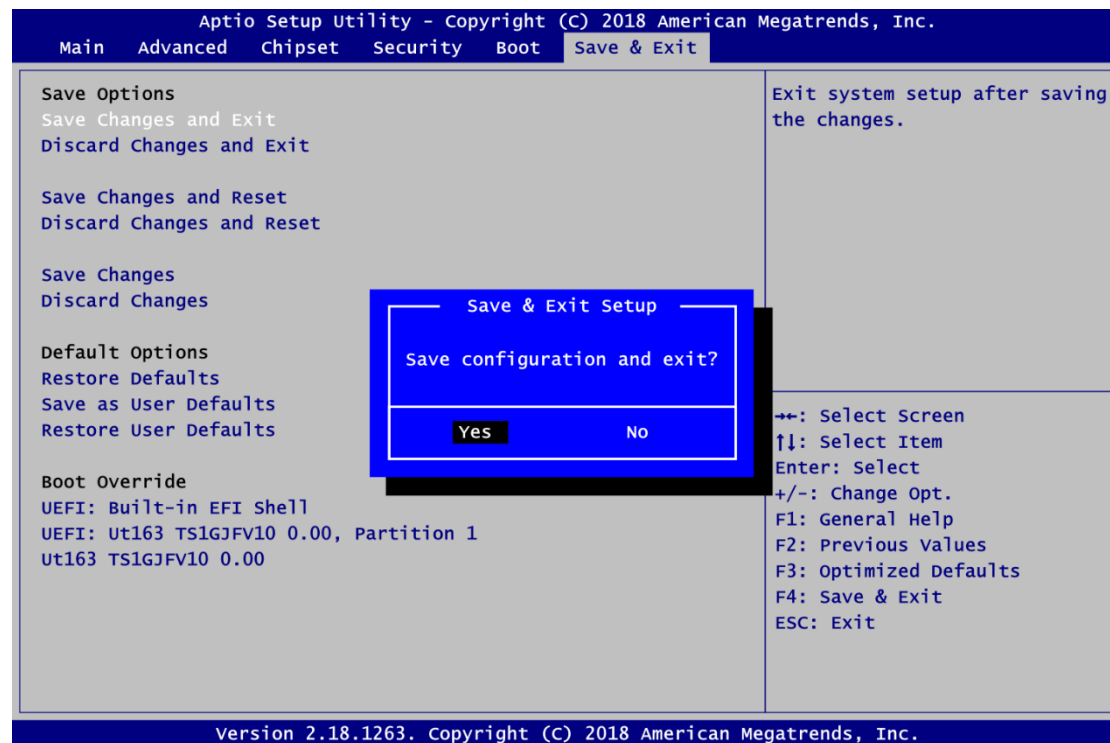 Aptio Setup Utility - Copyright (C) 2018 American Megatrends, Inc.
Main Advanced Chipset Security Boot Save & Exit
Save Options
Save Changes and Exit
Discard Changes and Exit
Save Changes and Reset
Discard Changes and Reset
Save Changes
Discard Changes
Default Options
Restore Defaults
Save as User Defaults
Restore User Defaults
Boot Override
UEFI: Built-in EFI Shell
UEFI: Ut163 TS1GJFV10 0.00, Partition 1
Ut163 TS1GJFV10 0.00
Save & Exit Setup
Save configuration and exit?
Yes No
Exit system setup after saving
the changes.
→←: Select Screen
↑↓: Select Item
Enter: Select
+/-: Change Opt.
F1: General Help
F2: Previous Values
F3: Optimized Defaults
F4: Save & Exit
ESC: Exit
Version 2.18.1263. Copyright (C) 2018 American Megatrends, Inc.